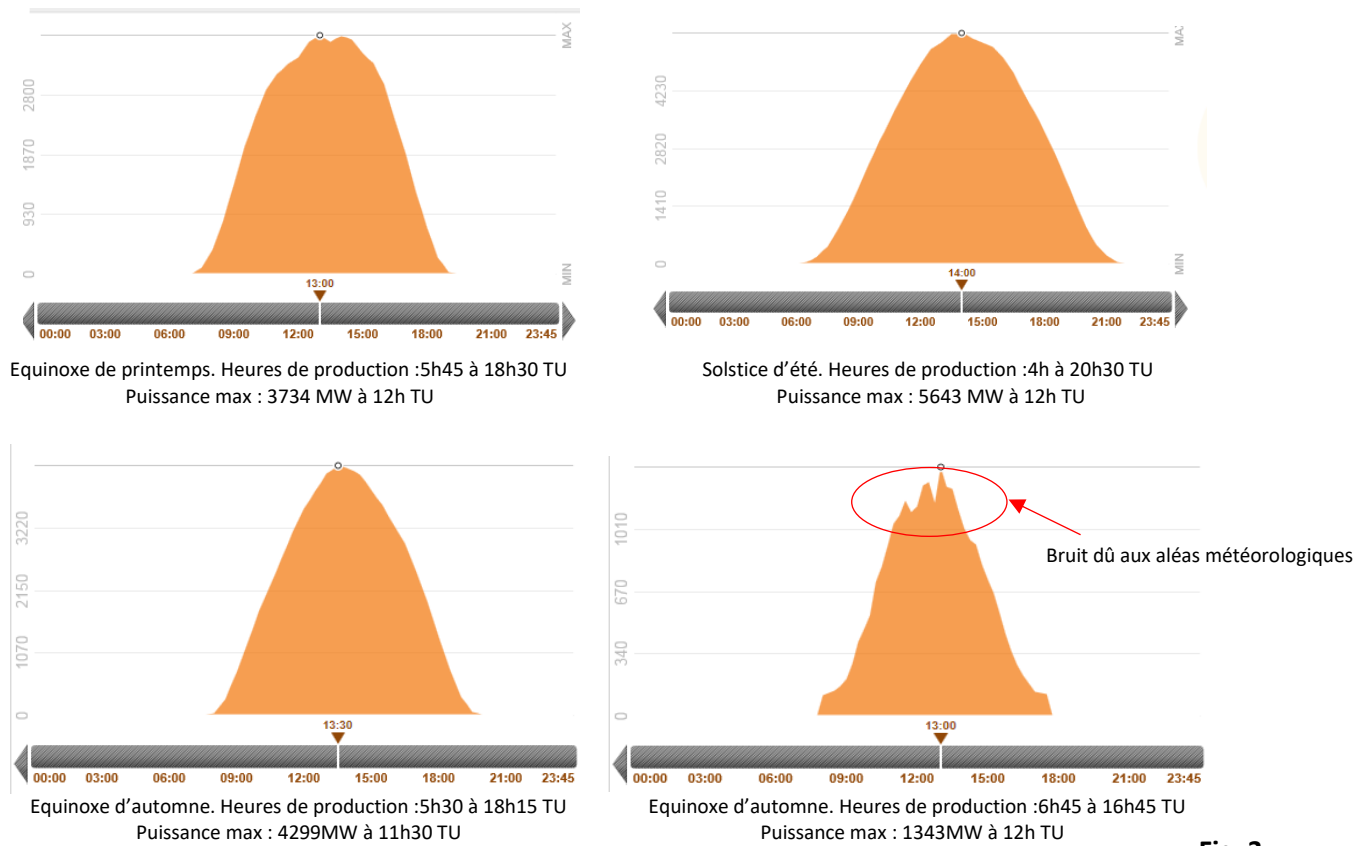 MAX
2800
1870
930
0
MIN
13:00
00:00 03:00 06:00 09:00 12:00 15:00 18:00 21:00 23:45
Equinoxe de printemps. Heures de production :5h45 à 18h30 TU
Puissance max : 3734 MW à 12h TU
4230
2820
1410
0
MIN
14:00
00:00 03:00 06:00 09:00 12:00 15:00 18:00 21:00 23:45
Solstice d’été. Heures de production :4h à 20h30 TU
Puissance max : 5643 MW à 12h TU
3220
2150
1070
0
13:30
00:00 03:00 06:00 09:00 12:00 15:00 18:00 21:00 23:45
Equinoxe d’automne. Heures de production :5h30 à 18h15 TU
Puissance max : 4299MW à 11h30 TU
1010
670
340
0
Bruit dû aux aléas météorologiques
13:00
00:00 03:00 06:00 09:00 12:00 15:00 18:00 21:00 23:45
Equinoxe d’automne. Heures de production :6h45 à 16h45 TU
Puissance max : 1343MW à 12h TU